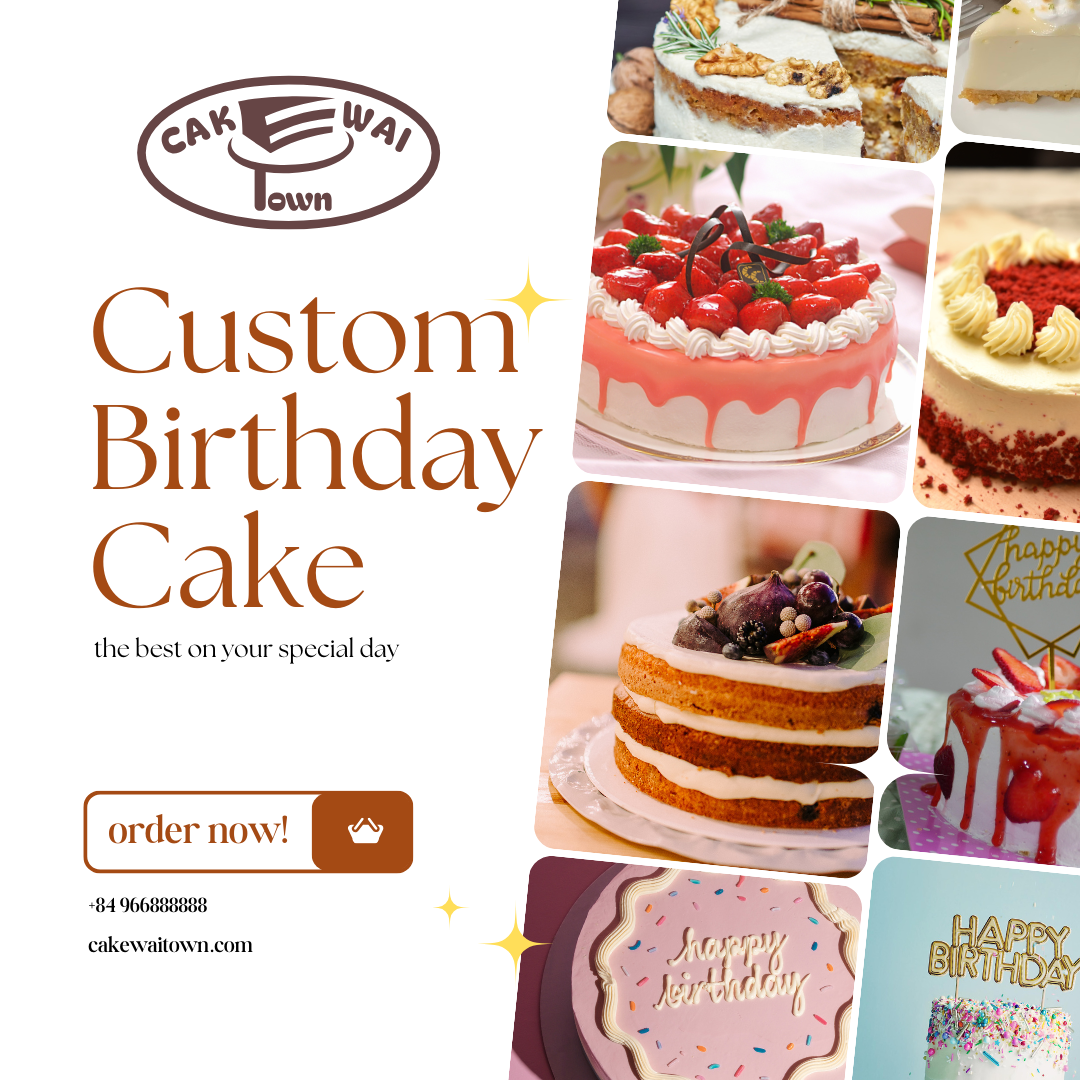 CAKEWAI
Town
Custom
Birthday
Cake
the best on your special day
order now!
+84 966888888
cakewaitown.com
happy
birthday
happy
birthday
HAPPY
BIRTHDAY